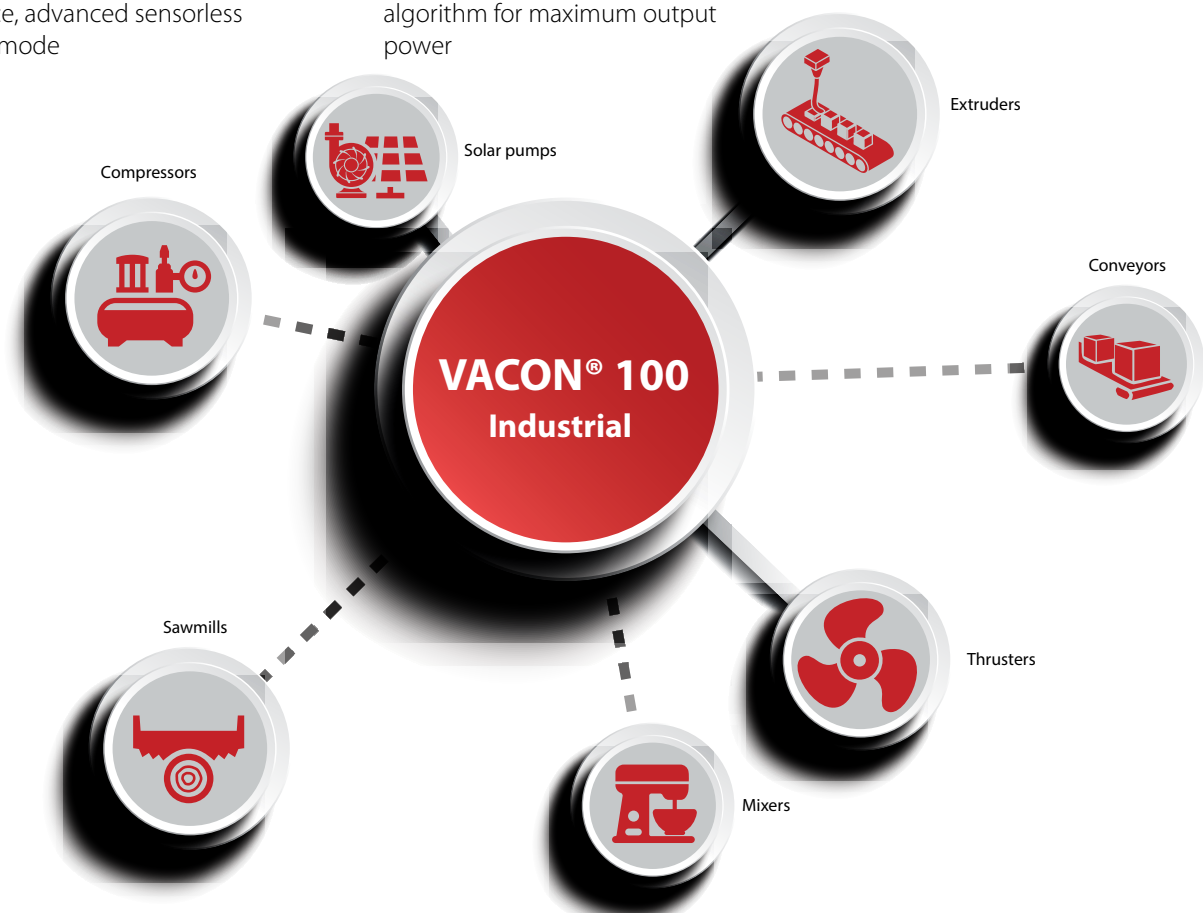 advanced sensorless
mode
algorithm for maximum output
power
Extruders
Solar pumps
Compressors
Conveyors
VACON® 100
Industrial
Sawmills
Thrusters
Mixers